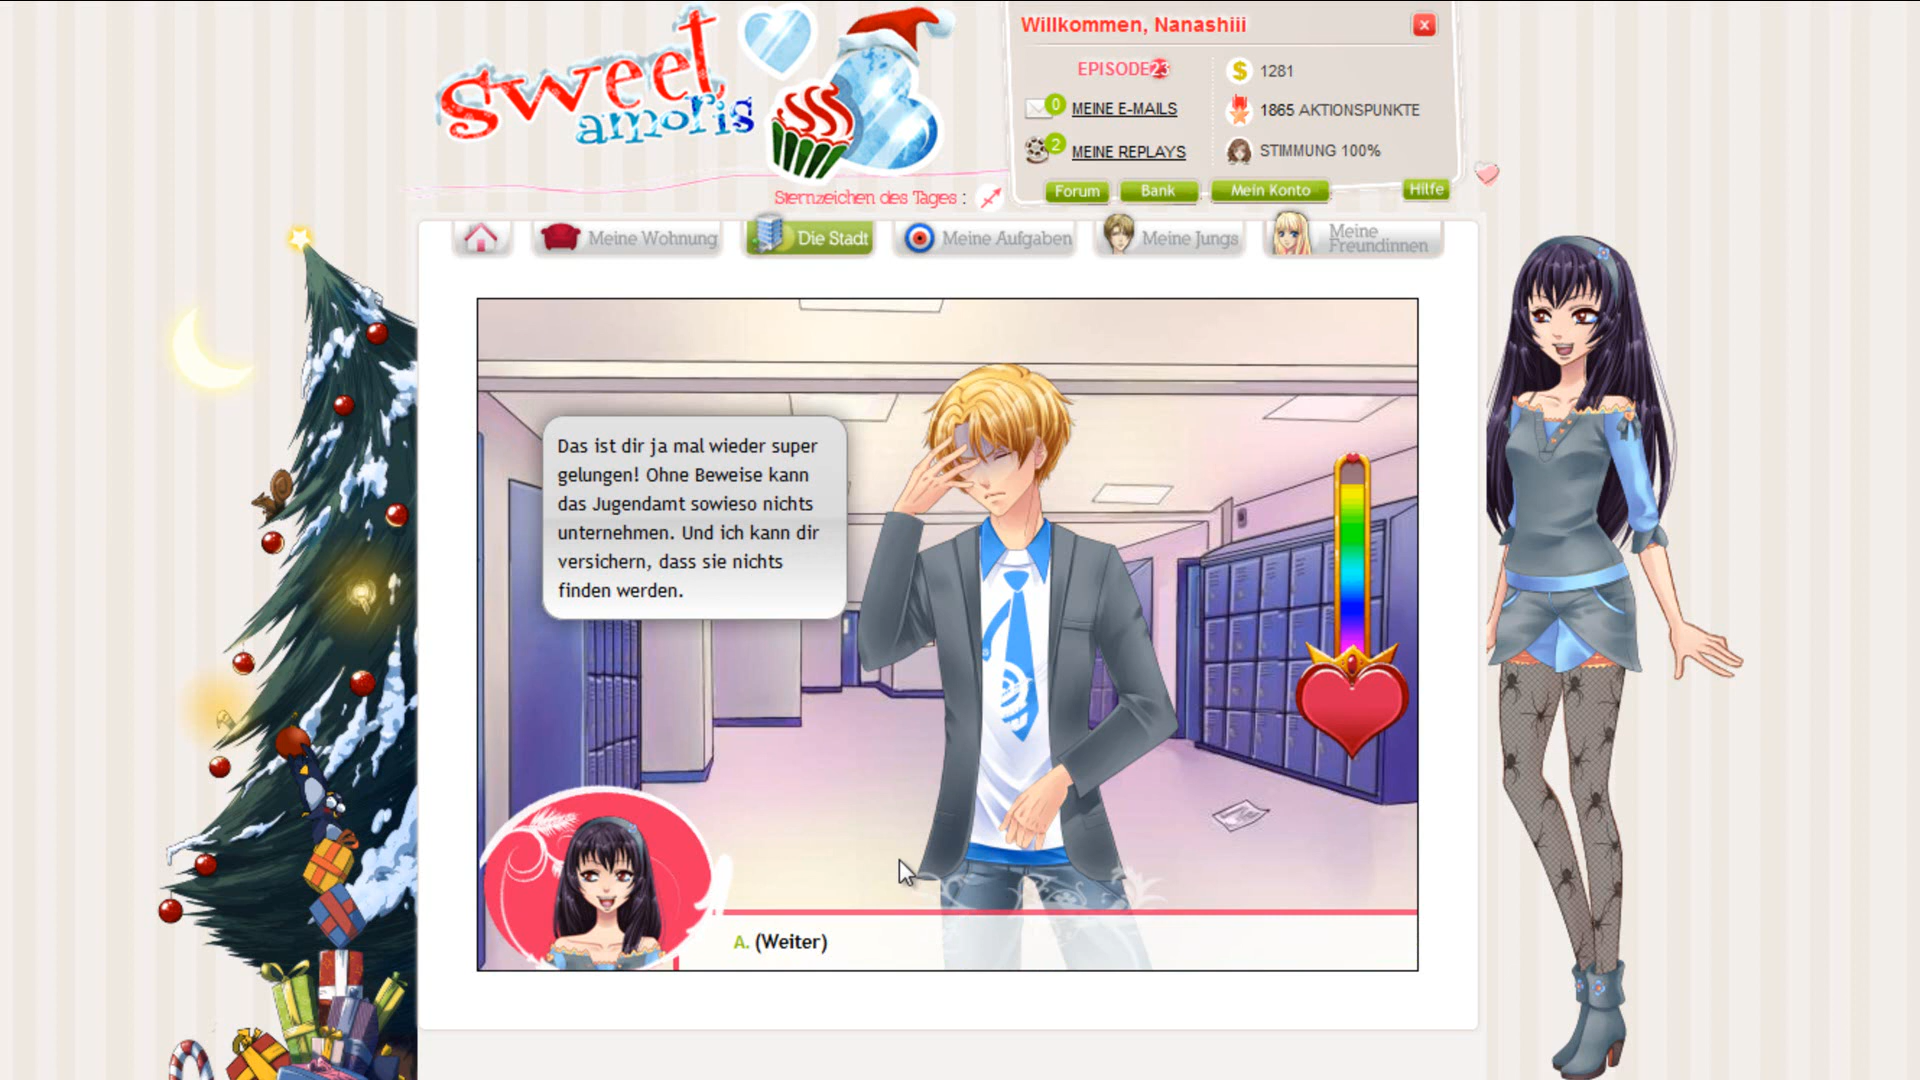 sweet
amoris
Willkommen, Nanashiii
x
EPISODE 23
1281
0 MEINE E-MAILS
1865 AKTIONSPUNKTE
2 MEINE REPLAYS
STIMMUNG 100%
Sternzeichen des Tages :
Forum
Bank
Mein Konto
Hilfe
Meine Wohnung
Die Stadt
Meine Aufgaben
Meine Jungs
Meine
Freundinnen
Das ist dir ja mal wieder super
gelungen! Ohne Beweise kann
das Jugendamt sowieso nichts
unternehmen. Und ich kann dir
versichern, dass sie nichts
finden werden.
A. (Weiter)